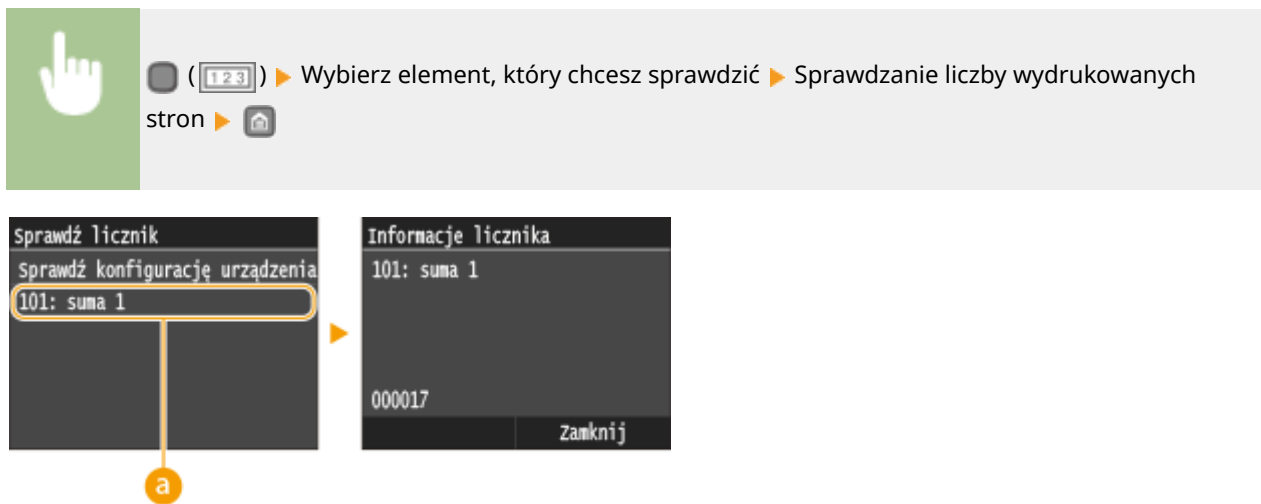 (123) ▶ Wybierz element, który chcesz sprawdzić ▶ Sprawdzanie liczby wydrukowanych
stron ▶
Sprawdź licznik
Sprawdź konfigurację urządzenia
101: suma 1
a
Informacje licznika
101: suma 1
000017
Zamknij